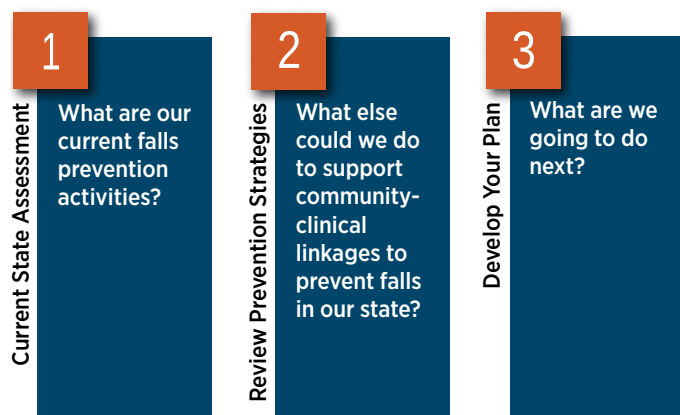 1
Current State Assessment
What are our
current falls
prevention
activities?
2
Review Prevention Strategies
What else
could we do
to support
community-
clinical
linkages to
prevent falls
in our state?
3
Develop Your Plan
What are we
going to do
next?